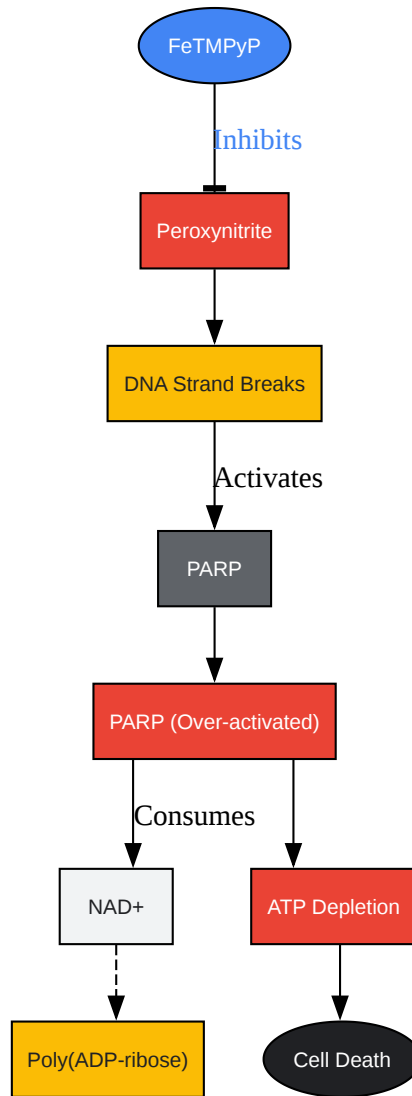 FeTMPyP
Inhibits
Peroxynitrite
DNA Strand Breaks
Activates
PARP
PARP (Over-activated)
Consumes
NAD+
ATP Depletion
Poly(ADP-ribose)
Cell Death